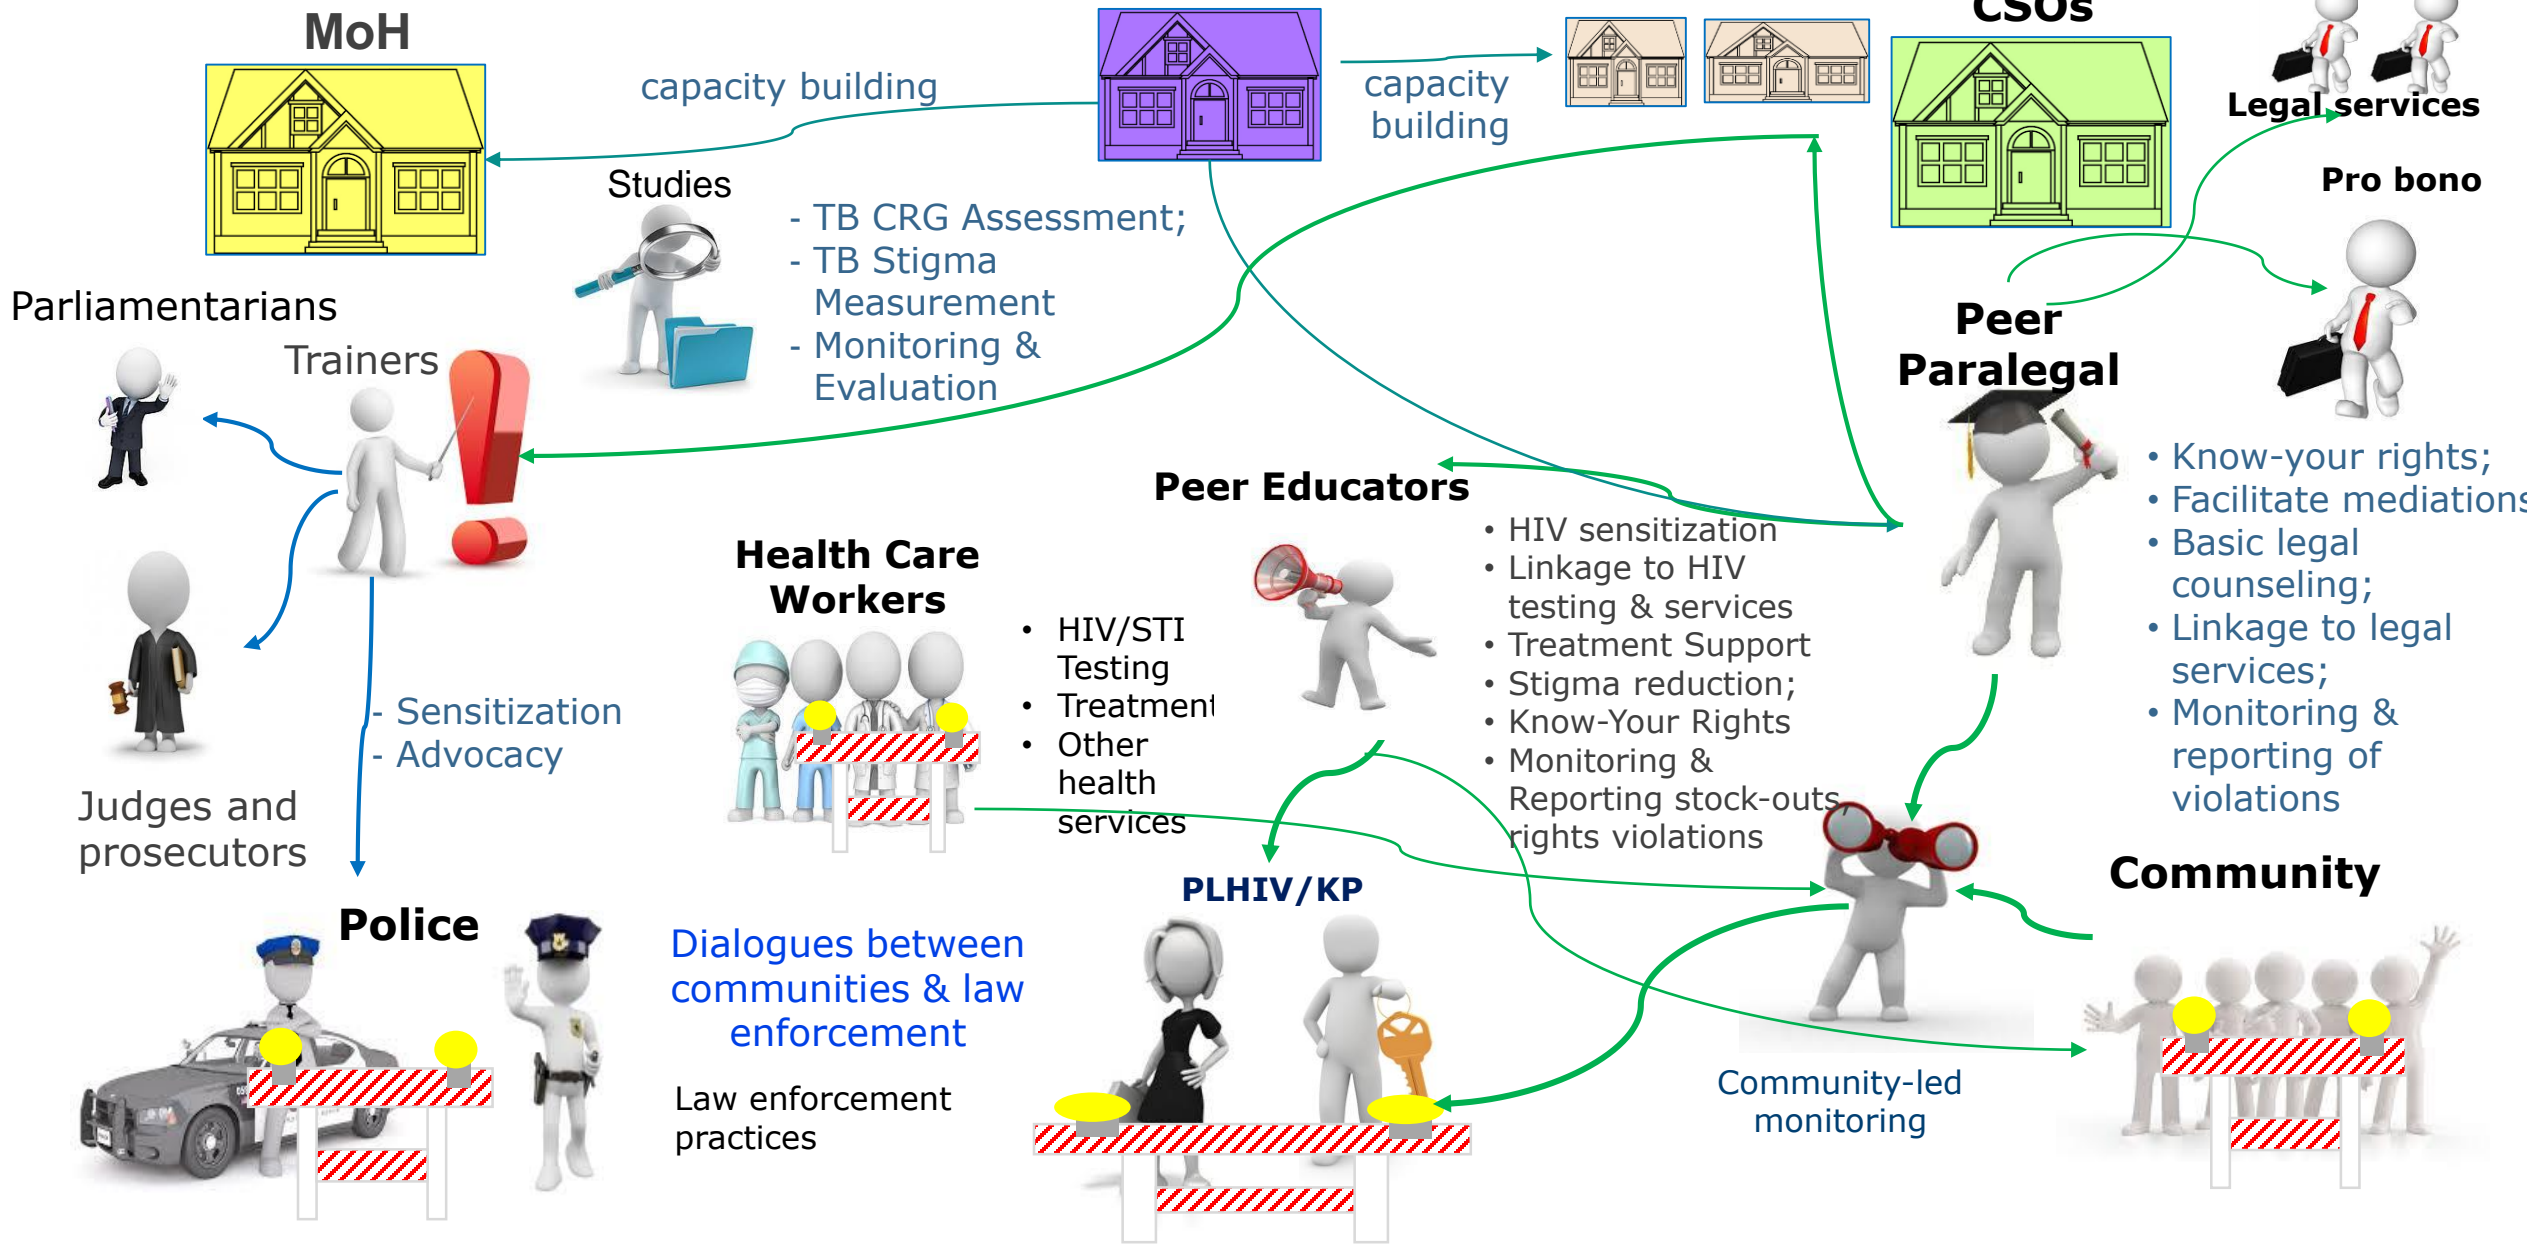 MoH
CSOs
capacity building
capacity
building
Legal services
Pro bono
Studies
- TB CRG Assessment;
- TB Stigma
Measurement
- Monitoring &
Evaluation
Parliamentarians
Trainers
Peer
Paralegal
• Know-your rights;
• Facilitate mediations
• Basic legal
counseling;
• Linkage to legal
services;
• Monitoring &
reporting of
violations
Peer Educators
• HIV sensitization
• Linkage to HIV
testing & services
• Treatment Support
• Stigma reduction;
• Know-Your Rights
• Monitoring &
Reporting stock-outs,
rights violations
Health Care
Workers
• HIV/STI
Testing
• Treatment
• Other
health
services
- Sensitization
- Advocacy
Judges and
prosecutors
Police
PLHIV/KP
Community
Dialogues between
communities & law
enforcement
Law enforcement
practices
Community-led
monitoring